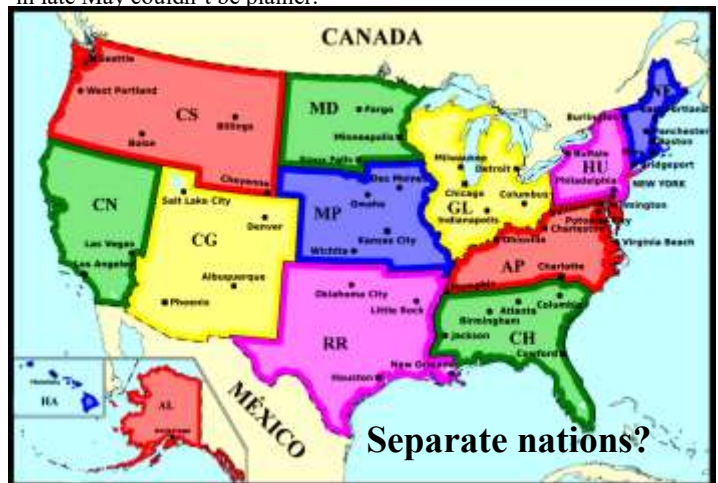 in late May couldn't be plainer.
CANADA
Seattle
West Portland
CS
Billings
Boise
Cheyenne
MD
Fargo
Minneapolis
Sioux Falls
Milwaukee
Detroit
Chicago
Columbus
GL
Indianapolis
NE
East Portland
Burlington
Manchester
Boston
Bridgeport
Buffalo
HU
Philadelphia
NEW YORK
CN
Las Vegas
Los Angeles
Salt Lake City
Denver
CG
Albuquerque
Phoenix
Des Moines
Omaha
MP
Kansas City
Wichita
Charleston
Virginia Beach
AP
Charlotte
Memphis
Oklahoma City
Little Rock
RR
New Orleans
Houston
Columbia
Atlanta
Birmingham
Jackson
CH
Cowford
Honolulu
HA
AL
MÉXICO
Separate nations?